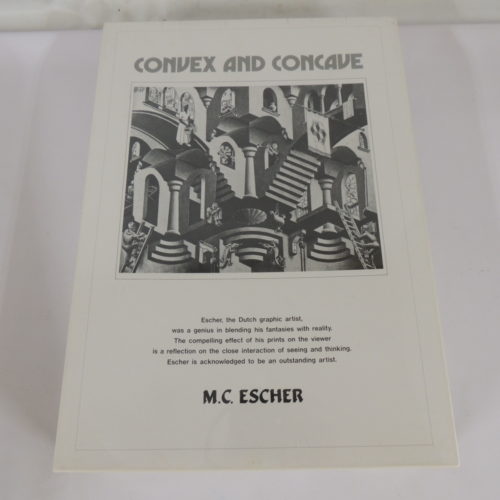 CONVEX AND CONCAVE
Escher, the Dutch graphic artist,
was a genius in blending his fantasies with reality.
The compelling effect of his prints on the viewer
is a reflection on the close interaction of seeing and thinking.
Escher is acknowledged to be an outstanding artist.
M.C. ESCHER